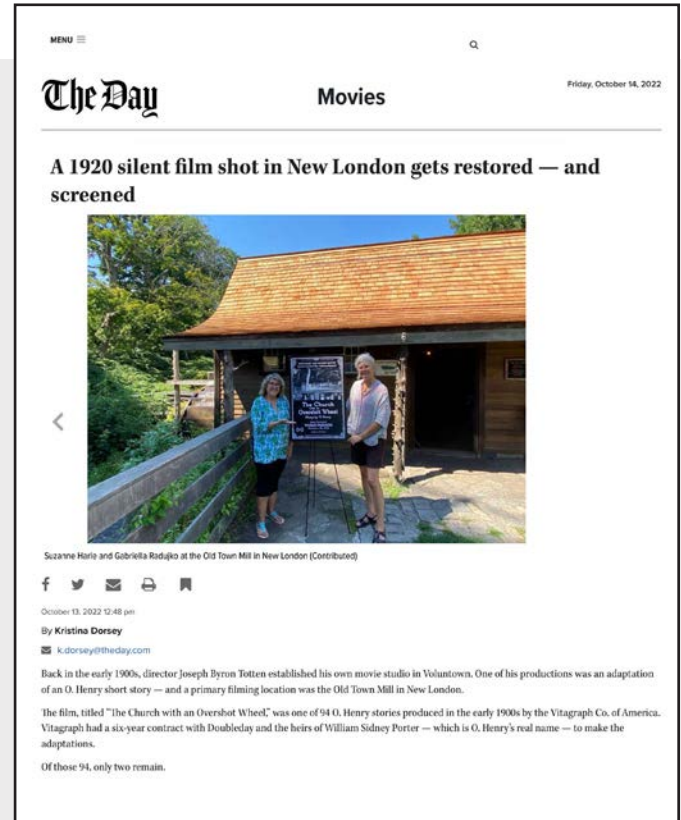 MENU
The Day
Movies
Friday, October 14, 2022
A 1920 silent film shot in New London gets restored — and
screened
The Church
Overshot Wheel
Suzanne Harle and Gabriella Radujko at the Old Town Mill in New London (Contributed)
October 13, 2022 12:48 pm
By Kristina Dorsey
k.dorsey@theday.com
Back in the early 1900s, director Joseph Byron Totten established his own movie studio in Voluntown. One of his productions was an adaptation
of an O. Henry short story — and a primary filming location was the Old Town Mill in New London.
The film, titled "The Church with an Overshot Wheel," was one of 94 O. Henry stories produced in the early 1900s by the Vitagraph Co. of America.
Vitagraph had a six-year contract with Doubleday and the heirs of William Sidney Porter — which is O. Henry's real name — to make the
adaptations.
Of those 94, only two remain.